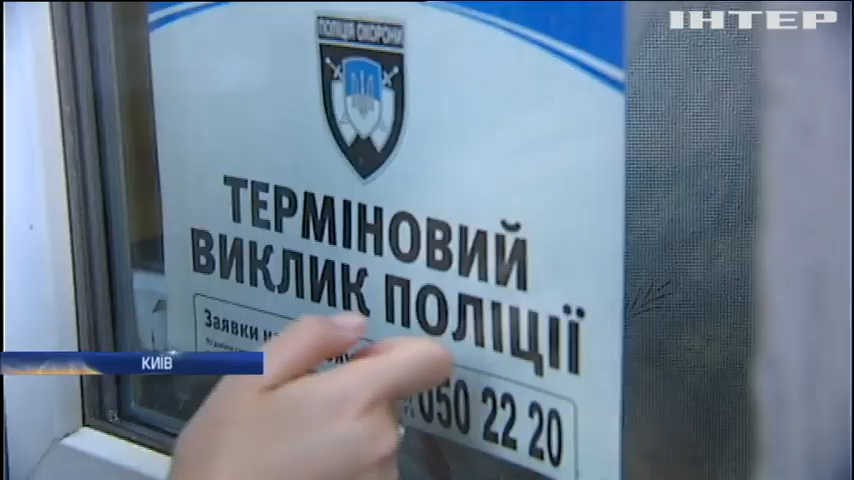 ІНТЕР
ПОЛІЦІЯ ОХОРОНИ
ТЕРМІНОВИЙ
ВИКЛИК ПОЛІЦІЇ
Заявки
050 22 20
КИЇВ